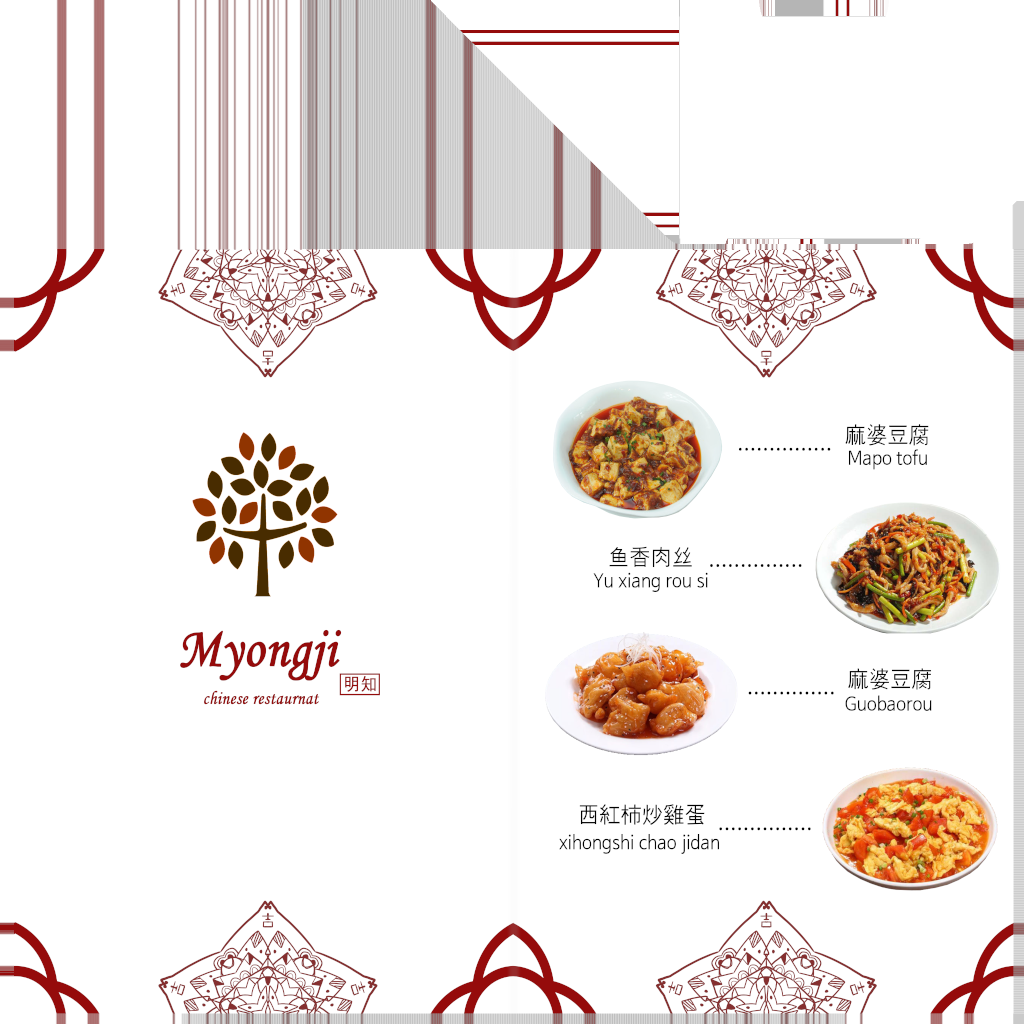 Myongji
chinese restaurnat
明知
麻婆豆腐
Mapo tofu
鱼香肉丝
Yu xiang rou si
麻婆豆腐
Guobaorou
西紅柿炒雞蛋
xihongshi chao jidan